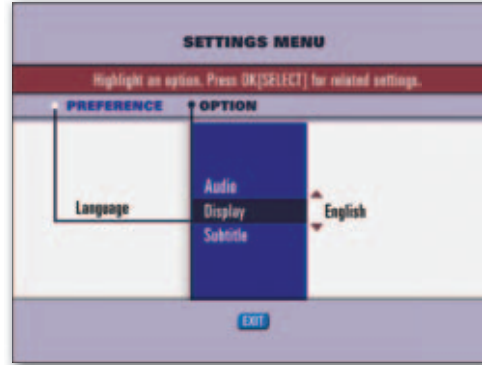 SETTINGS MENU
Highlight an option. Press OK[SELECT] for related settings.
PREFERENCE OPTION
Audio
Language Display English
Subtitle
EXIT